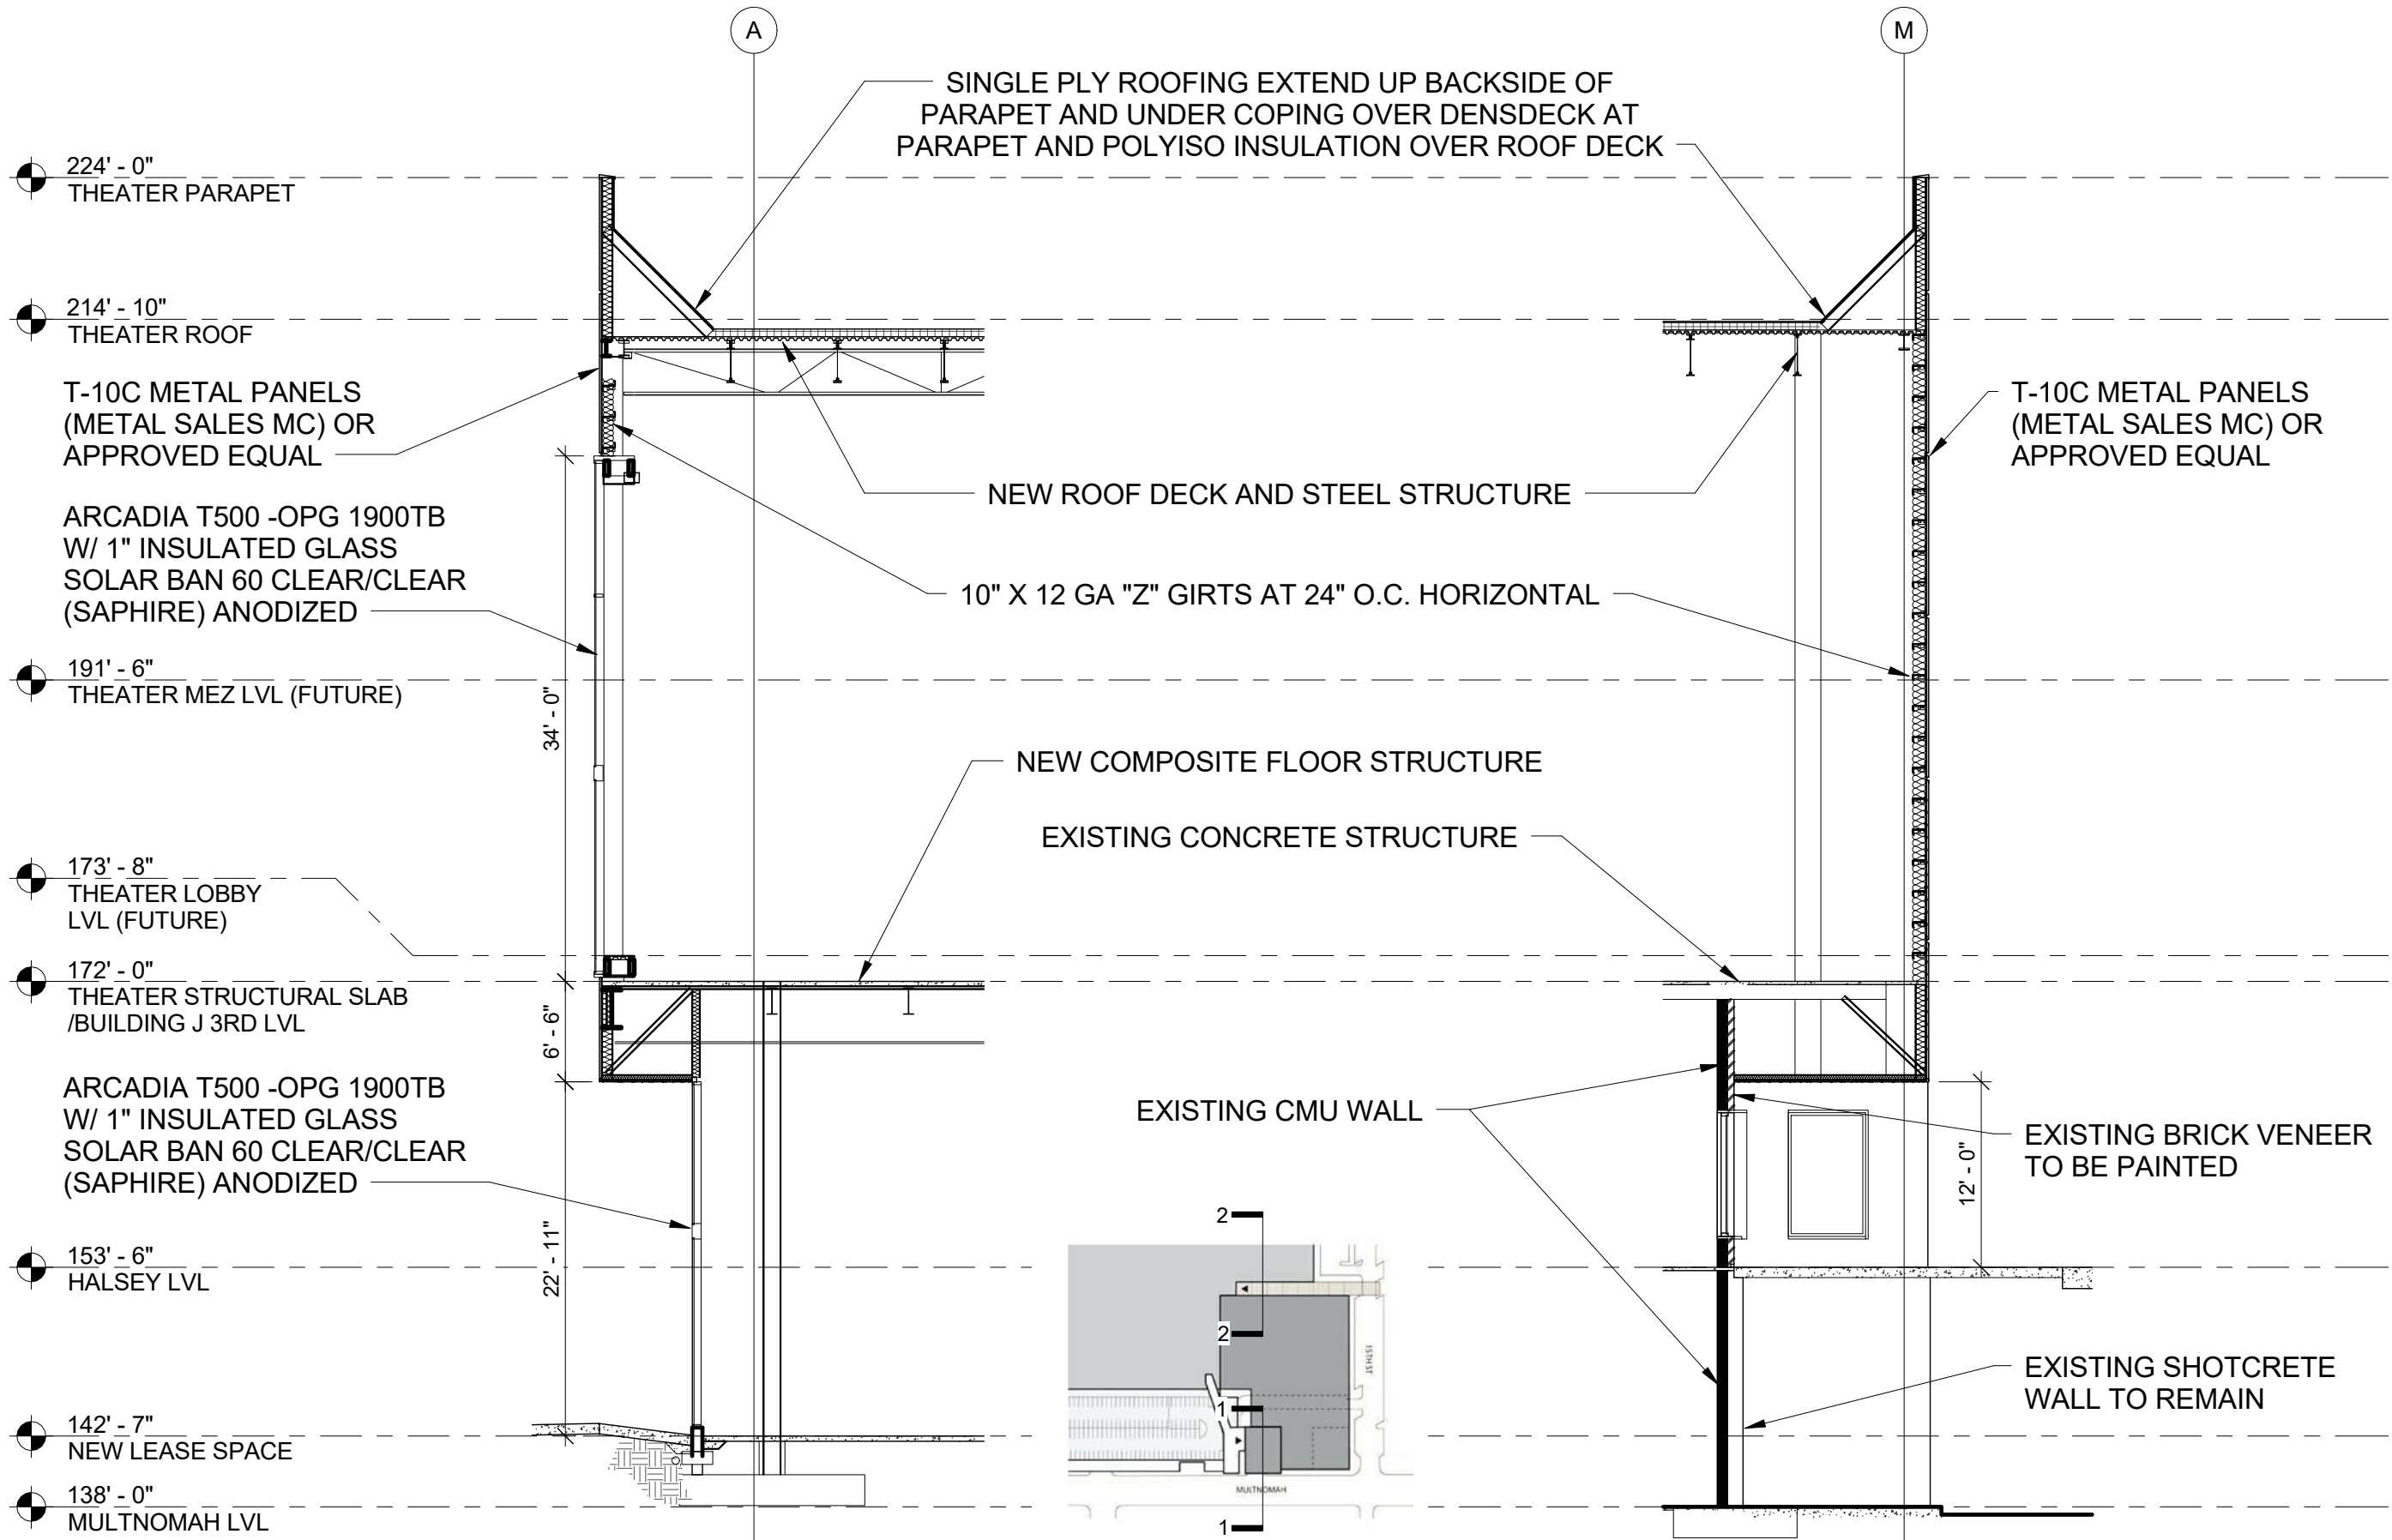 A
M
SINGLE PLY ROOFING EXTEND UP BACKSIDE OF
PARAPET AND UNDER COPING OVER DENSDECK AT
PARAPET AND POLYISO INSULATION OVER ROOF DECK
224' - 0"
THEATER PARAPET
214' - 10"
THEATER ROOF
T-10C METAL PANELS
(METAL SALES MC) OR
APPROVED EQUAL
T-10C METAL PANELS
(METAL SALES MC) OR
APPROVED EQUAL
NEW ROOF DECK AND STEEL STRUCTURE
ARCADIA T500 -OPG 1900TB
W/ 1" INSULATED GLASS
SOLAR BAN 60 CLEAR/CLEAR
(SAPHIRE) ANODIZED
10" X 12 GA "Z" GIRTS AT 24" O.C. HORIZONTAL
191' - 6"
THEATER MEZ LVL (FUTURE)
34' - 0"
NEW COMPOSITE FLOOR STRUCTURE
EXISTING CONCRETE STRUCTURE
173' - 8"
THEATER LOBBY
LVL (FUTURE)
172' - 0"
THEATER STRUCTURAL SLAB
/BUILDING J 3RD LVL
6' - 6"
ARCADIA T500 -OPG 1900TB
W/ 1" INSULATED GLASS
SOLAR BAN 60 CLEAR/CLEAR
(SAPHIRE) ANODIZED
EXISTING CMU WALL
EXISTING BRICK VENEER
TO BE PAINTED
12' - 0"
22' - 11"
153' - 6"
HALSEY LVL
2
2
15TH ST
1
MULTNOMAH
1
EXISTING SHOTCRETE
WALL TO REMAIN
142' - 7"
NEW LEASE SPACE
138' - 0"
MULTNOMAH LVL